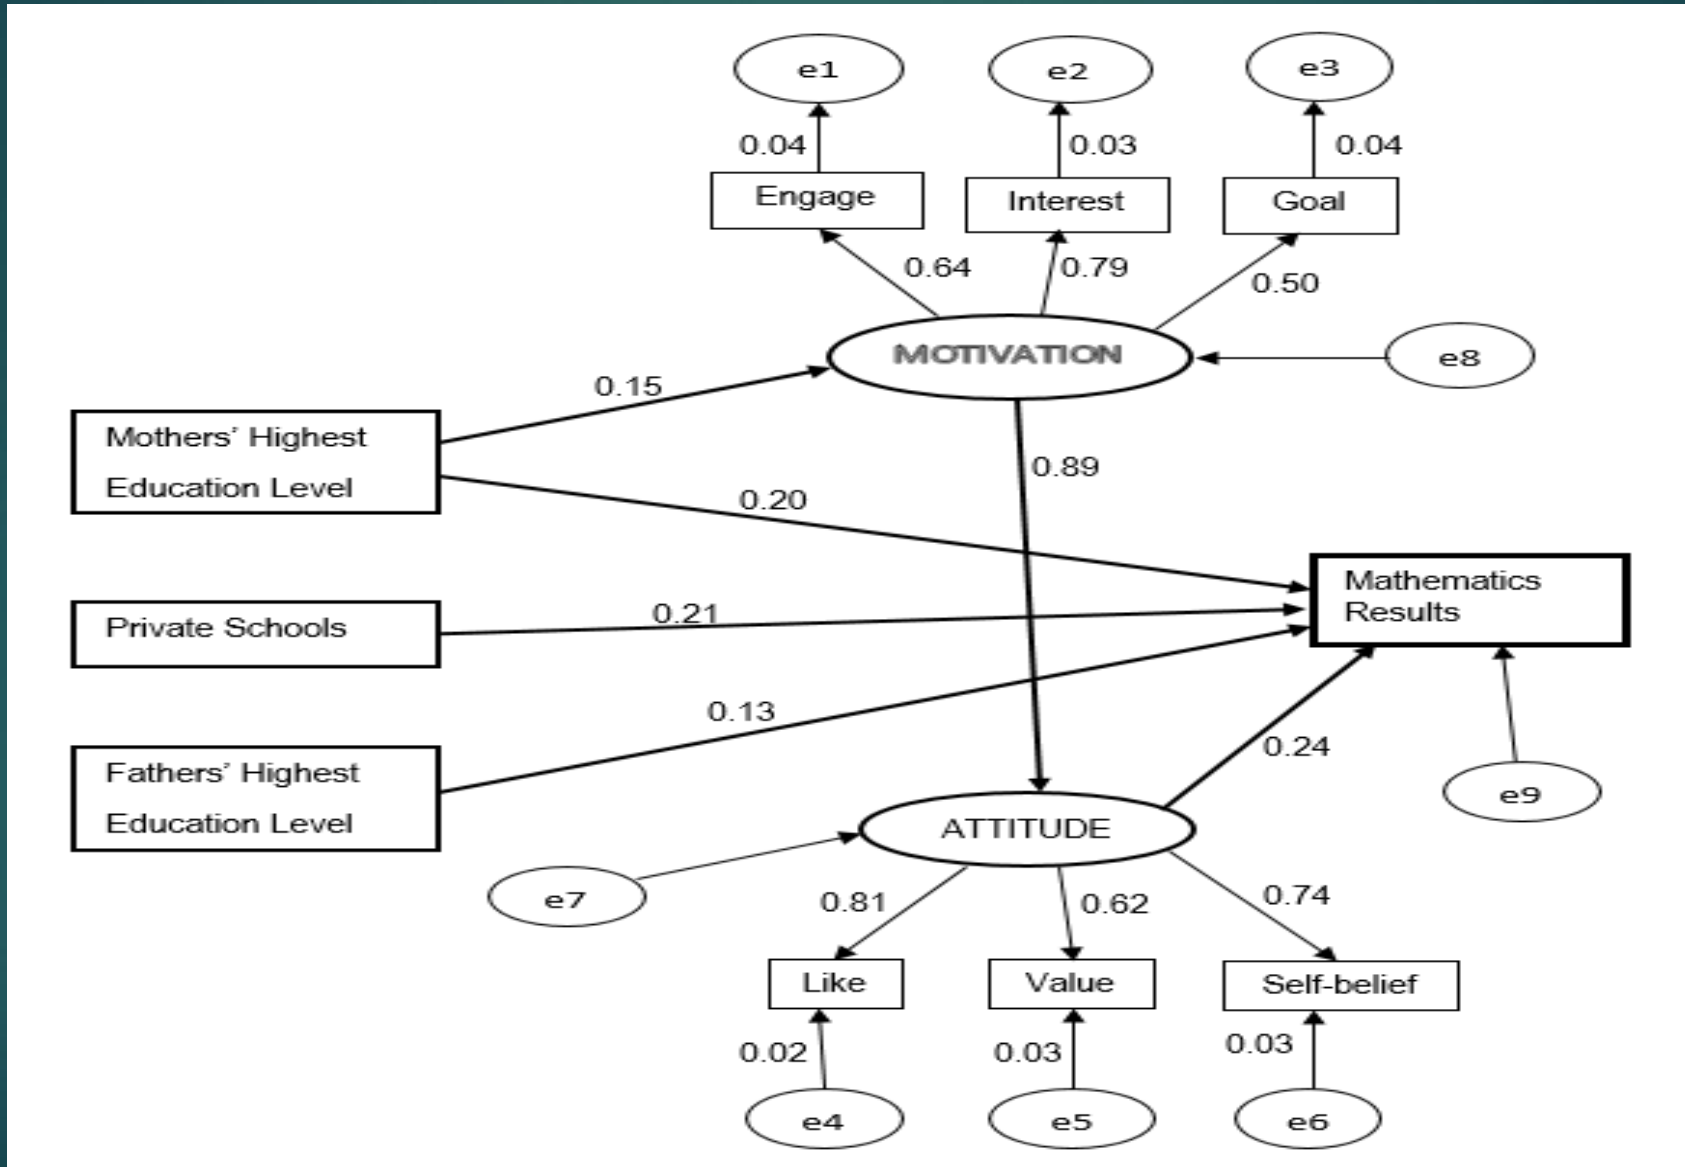 e1
e2
e3
0.04
0.03
0.04
Engage
Interest
Goal
0.64
0.79
0.50
MOTIVATION
e8
0.15
Mothers’ Highest
Education Level
0.89
0.20
Mathematics
Results
Private Schools
0.21
0.13
0.24
Fathers’ Highest
Education Level
e9
ATTITUDE
e7
0.81
0.62
0.74
Like
Value
Self-belief
0.02
0.03
0.03
e4
e5
e6